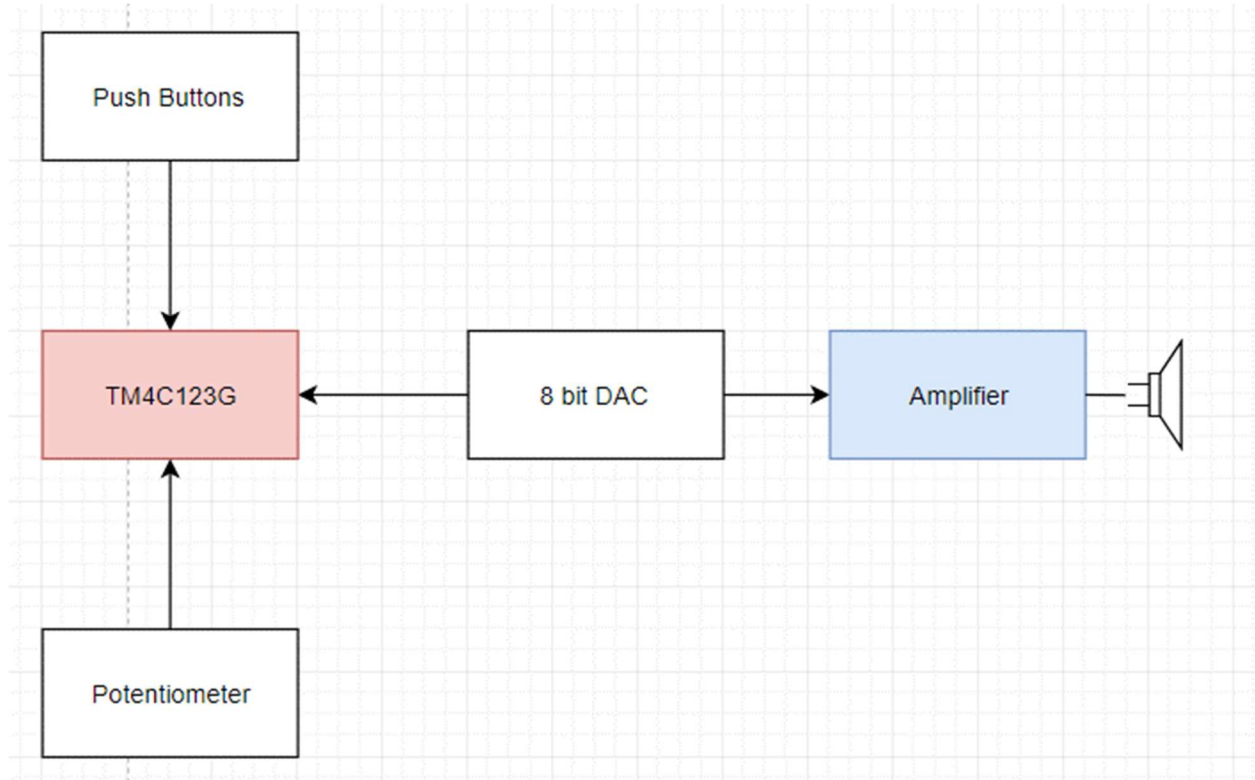 Push Buttons
TM4C123G
8 bit DAC
Amplifier
Potentiometer